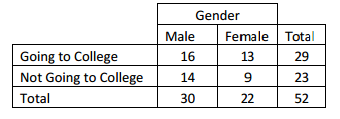 Gender
Male Female Total
Going to College 16 13 29
Not Going to College 14 9 23
Total 30 22 52